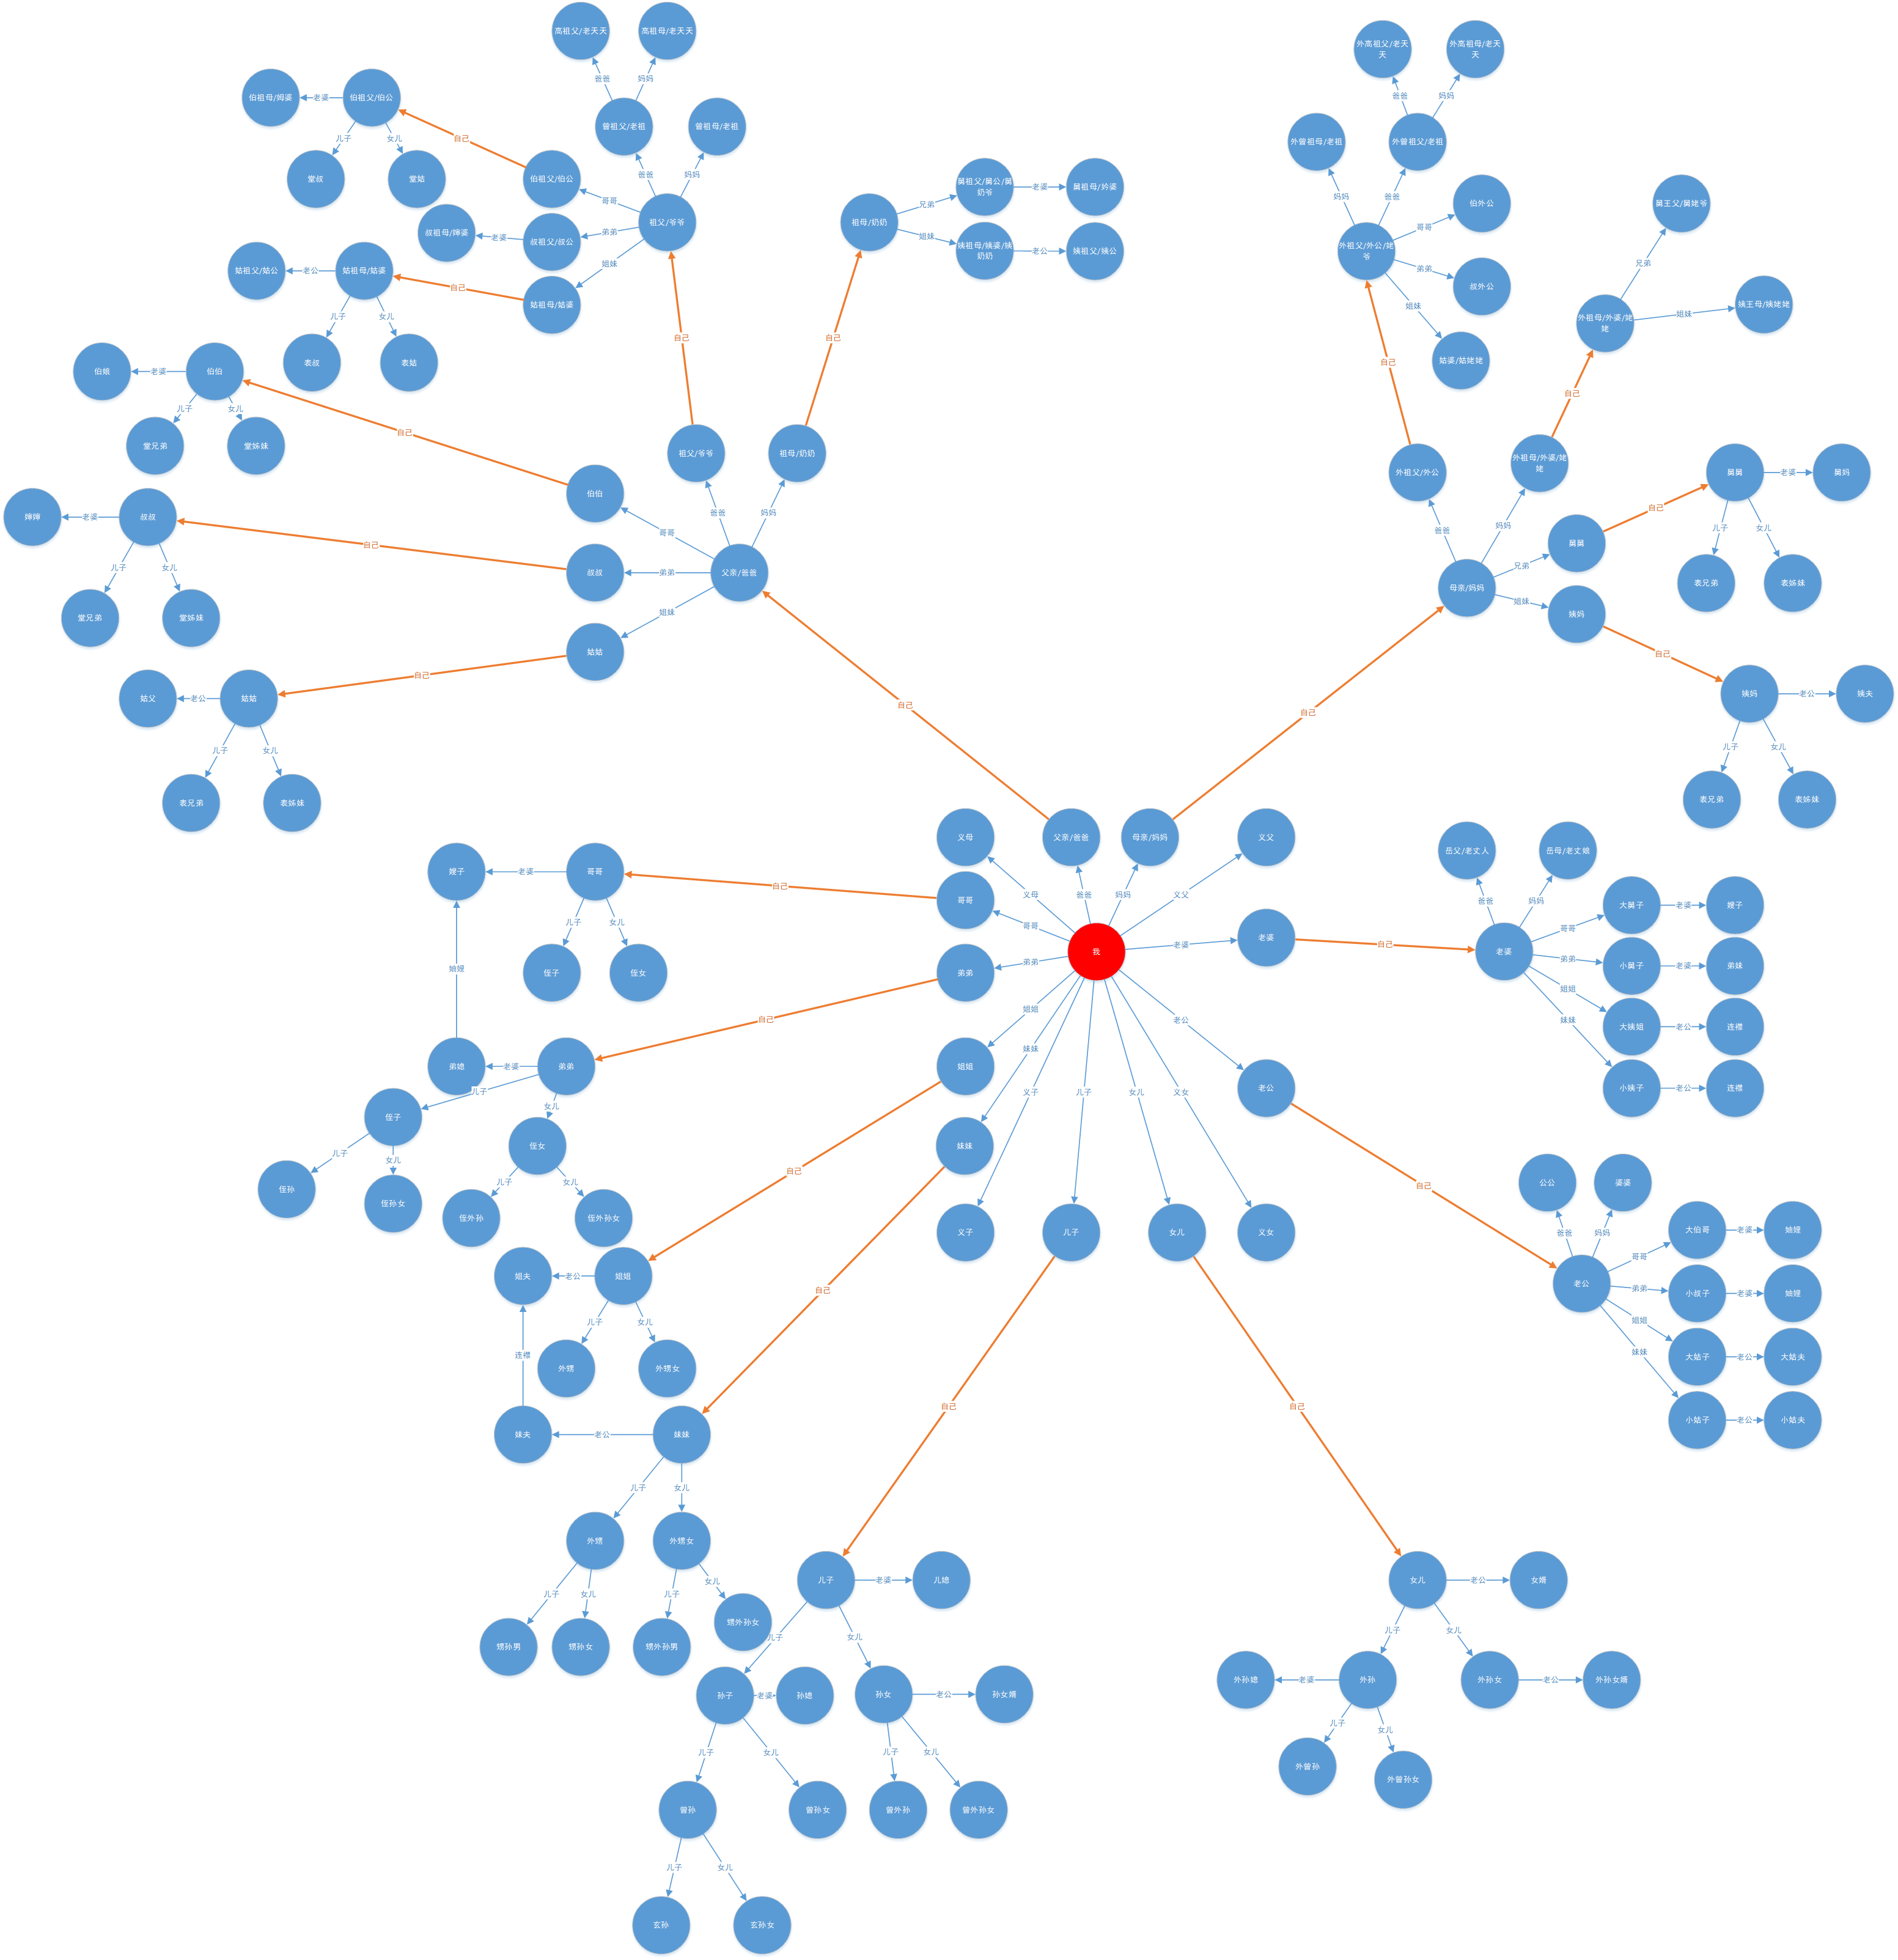 高祖父/老天天
高祖母/老天天
爸爸
妈妈
曾祖父/老祖
曾祖母/老祖
爸爸
妈妈
伯祖母/姆婆
老婆
伯祖父/伯公
儿子
女儿
堂叔
堂姑
自己
伯祖父/伯公
哥哥
祖父/爷爷
叔祖母/婶婆
老婆
叔祖父/叔公
弟弟
姐妹
姑祖父/姑公
老公
姑祖母/姑婆
自己
姑祖母/姑婆
儿子
女儿
表叔
表姑
自己
祖父/爷爷
祖母/奶奶
兄弟
舅祖父/舅公/舅
奶爷
老婆
舅祖母/妗婆
姐妹
姨祖母/姨婆/姨
奶奶
老公
姨祖父/姨公
自己
祖母/奶奶
外高祖父/老天
天
外高祖母/老天
天
爸爸
妈妈
外曾祖母/老祖
外曾祖父/老祖
妈妈
爸爸
外祖父/外公/姥
爷
哥哥
伯外公
弟弟
叔外公
姐妹
姑婆/姑姥姥
自己
外祖父/外公
舅王父/舅姥爷
兄弟
外祖母/外婆/姥
姥
姐妹
姨王母/姨姥姥
自己
外祖母/外婆/姥
姥
伯娘
老婆
伯伯
儿子
女儿
堂兄弟
堂姊妹
自己
伯伯
哥哥
爸爸
妈妈
婶婶
老婆
叔叔
儿子
女儿
堂兄弟
堂姊妹
自己
叔叔
弟弟
父亲/爸爸
姐妹
姑姑
自己
姑父
老公
姑姑
儿子
女儿
表兄弟
表姊妹
爸爸
妈妈
母亲/妈妈
兄弟
舅舅
自己
舅舅
老婆
舅妈
儿子
女儿
表兄弟
表姊妹
姐妹
姨妈
自己
姨妈
老公
姨夫
儿子
女儿
表兄弟
表姊妹
自己
自己
义母
父亲/爸爸
母亲/妈妈
义父
义母
爸爸
妈妈
义父
嫂子
老婆
哥哥
自己
哥哥
哥哥
儿子
女儿
侄子
侄女
妯娌
弟弟
弟弟
我
老婆
老婆
自己
老婆
岳父/老丈人
岳母/老丈娘
爸爸
妈妈
哥哥
大舅子
老婆
嫂子
弟弟
小舅子
老婆
弟妹
姐姐
大姨姐
老公
连襟
妹妹
小姨子
老公
连襟
自己
弟媳
老婆
弟弟
儿子
女儿
侄子
儿子
女儿
侄孙
侄孙女
侄女
儿子
女儿
侄外孙
侄外孙女
姐姐
姐姐
妹妹
妹妹
义子
儿子
女儿
义女
老公
老公
义子
儿子
女儿
义女
自己
公公
婆婆
爸爸
妈妈
老公
哥哥
大伯哥
老婆
妯娌
弟弟
小叔子
老婆
妯娌
姐姐
大姑子
老公
大姑夫
妹妹
小姑子
老公
小姑夫
自己
姐夫
老公
姐姐
儿子
女儿
外甥
外甥女
连襟
自己
妹夫
老公
妹妹
儿子
女儿
外甥
外甥女
儿子
女儿
甥孙男
甥孙女
儿子
女儿
甥外孙男
甥外孙女
自己
儿子
老婆
儿媳
儿子
女儿
孙子
老婆
孙媳
孙女
老公
孙女婿
儿子
女儿
儿子
女儿
曾孙
曾孙女
曾外孙
曾外孙女
儿子
女儿
玄孙
玄孙女
自己
女儿
老公
女婿
儿子
女儿
外孙媳
老婆
外孙
外孙女
老公
外孙女婿
儿子
女儿
外曾孙
外曾孙女